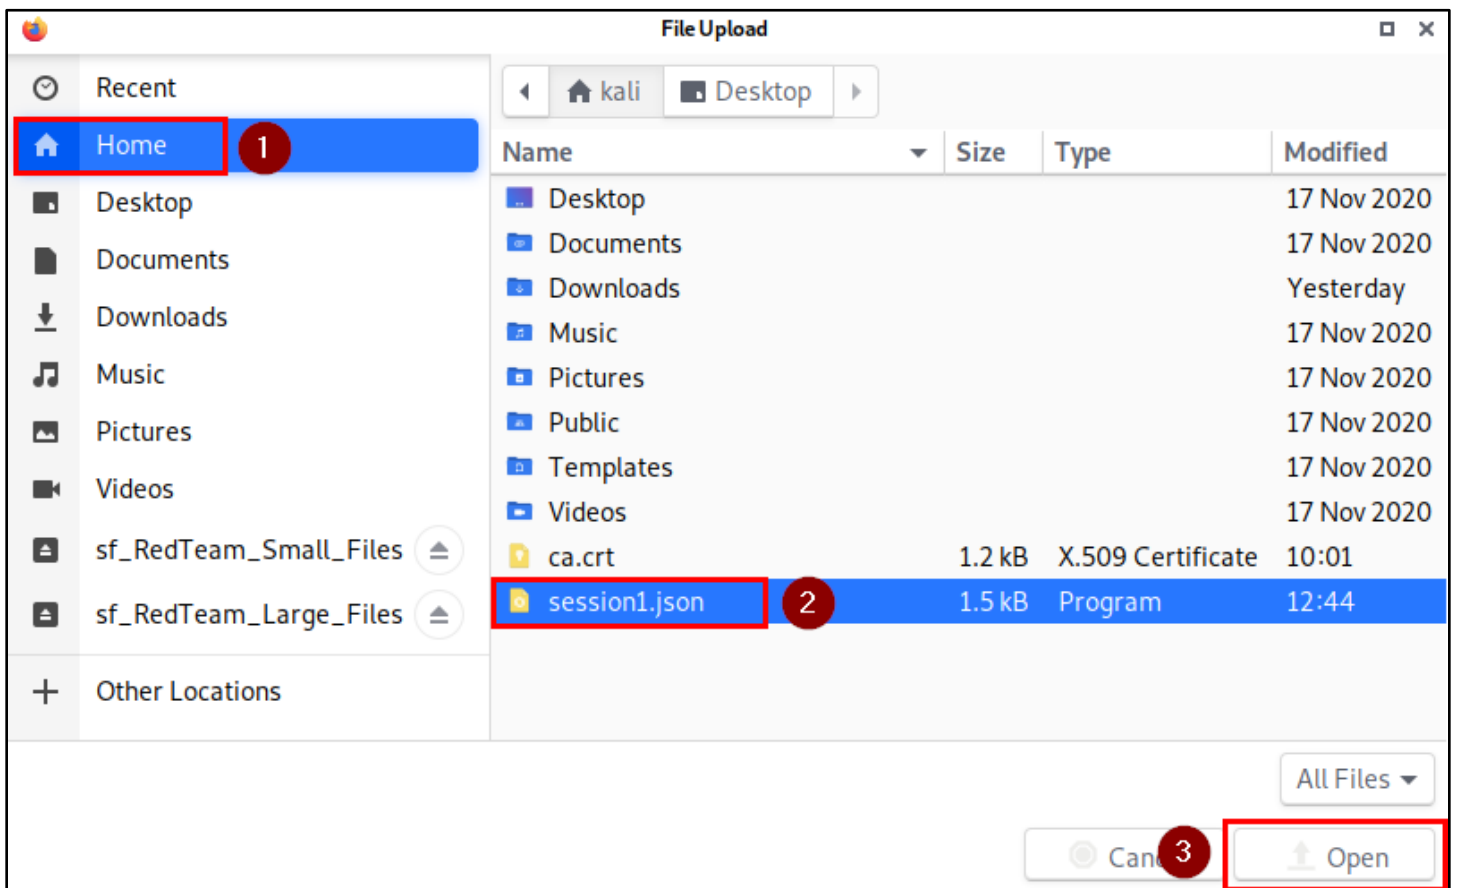 File Upload
Recent
Home 1
Desktop
Documents
Downloads
Music
Pictures
Videos
sf_RedTeam_Small_Files
sf_RedTeam_Large_Files
Other Locations
kali Desktop
Name Size Type Modified
Desktop 17 Nov 2020
Documents 17 Nov 2020
Downloads Yesterday
Music 17 Nov 2020
Pictures 17 Nov 2020
Public 17 Nov 2020
Templates 17 Nov 2020
Videos 17 Nov 2020
ca.crt 1.2 kB X.509 Certificate 10:01
session1.json 2 1.5 kB Program 12:44
All Files
3 Open